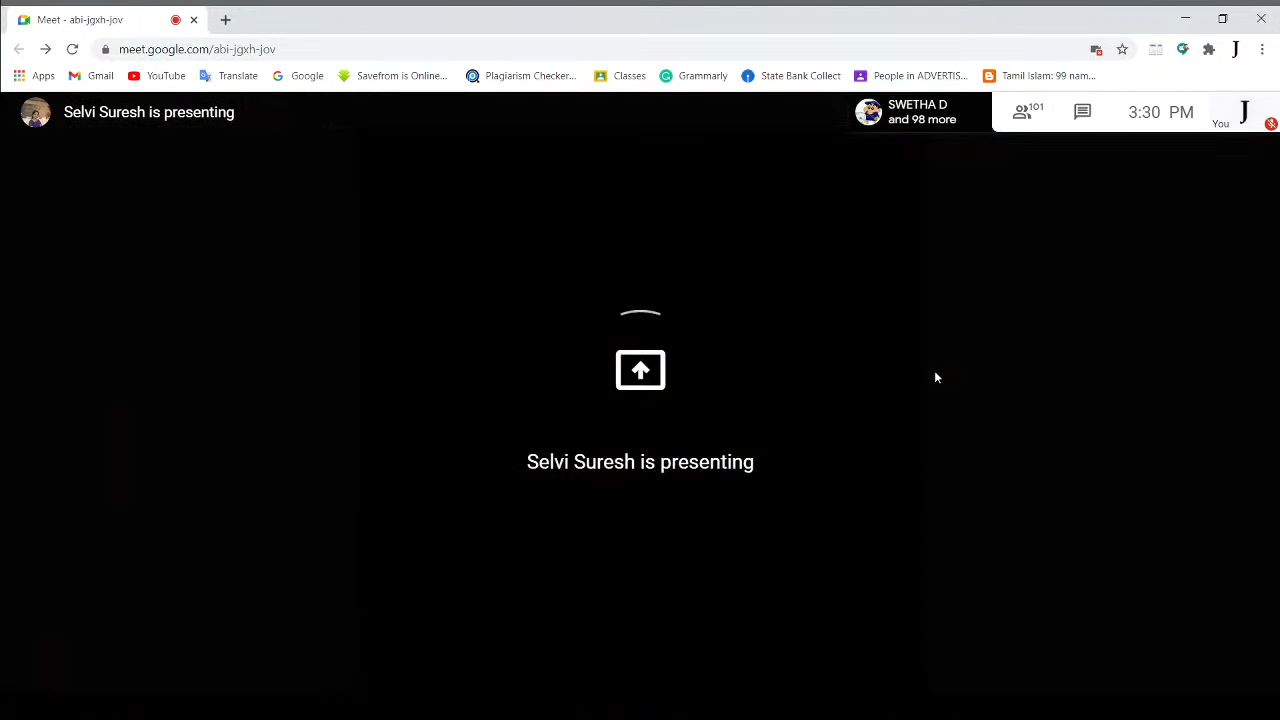 Meet - abi-jgxh-jov
meet.google.com/abi-jgxh-jov
Apps Gmail YouTube Translate Google Savefrom is Online... Plagiarism Checker... Classes Grammarly State Bank Collect People in ADVERTIS... Tamil Islam: 99 nam...
Selvi Suresh is presenting
SWETHA D
and 98 more
101
3:30 PM
You
J
Selvi Suresh is presenting